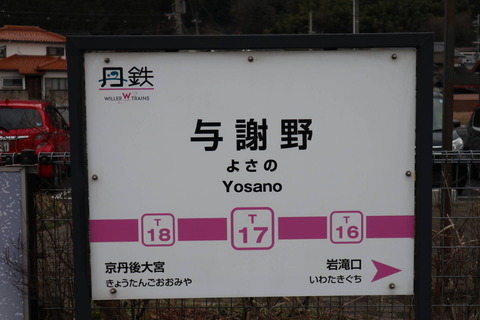 丹鉄
WILLER TRAINS
与謝野
よさの
Yosano
T
18
T
17
T
16
京丹後大宮
きょうたんごおおみや
岩滝口
いわたきぐち